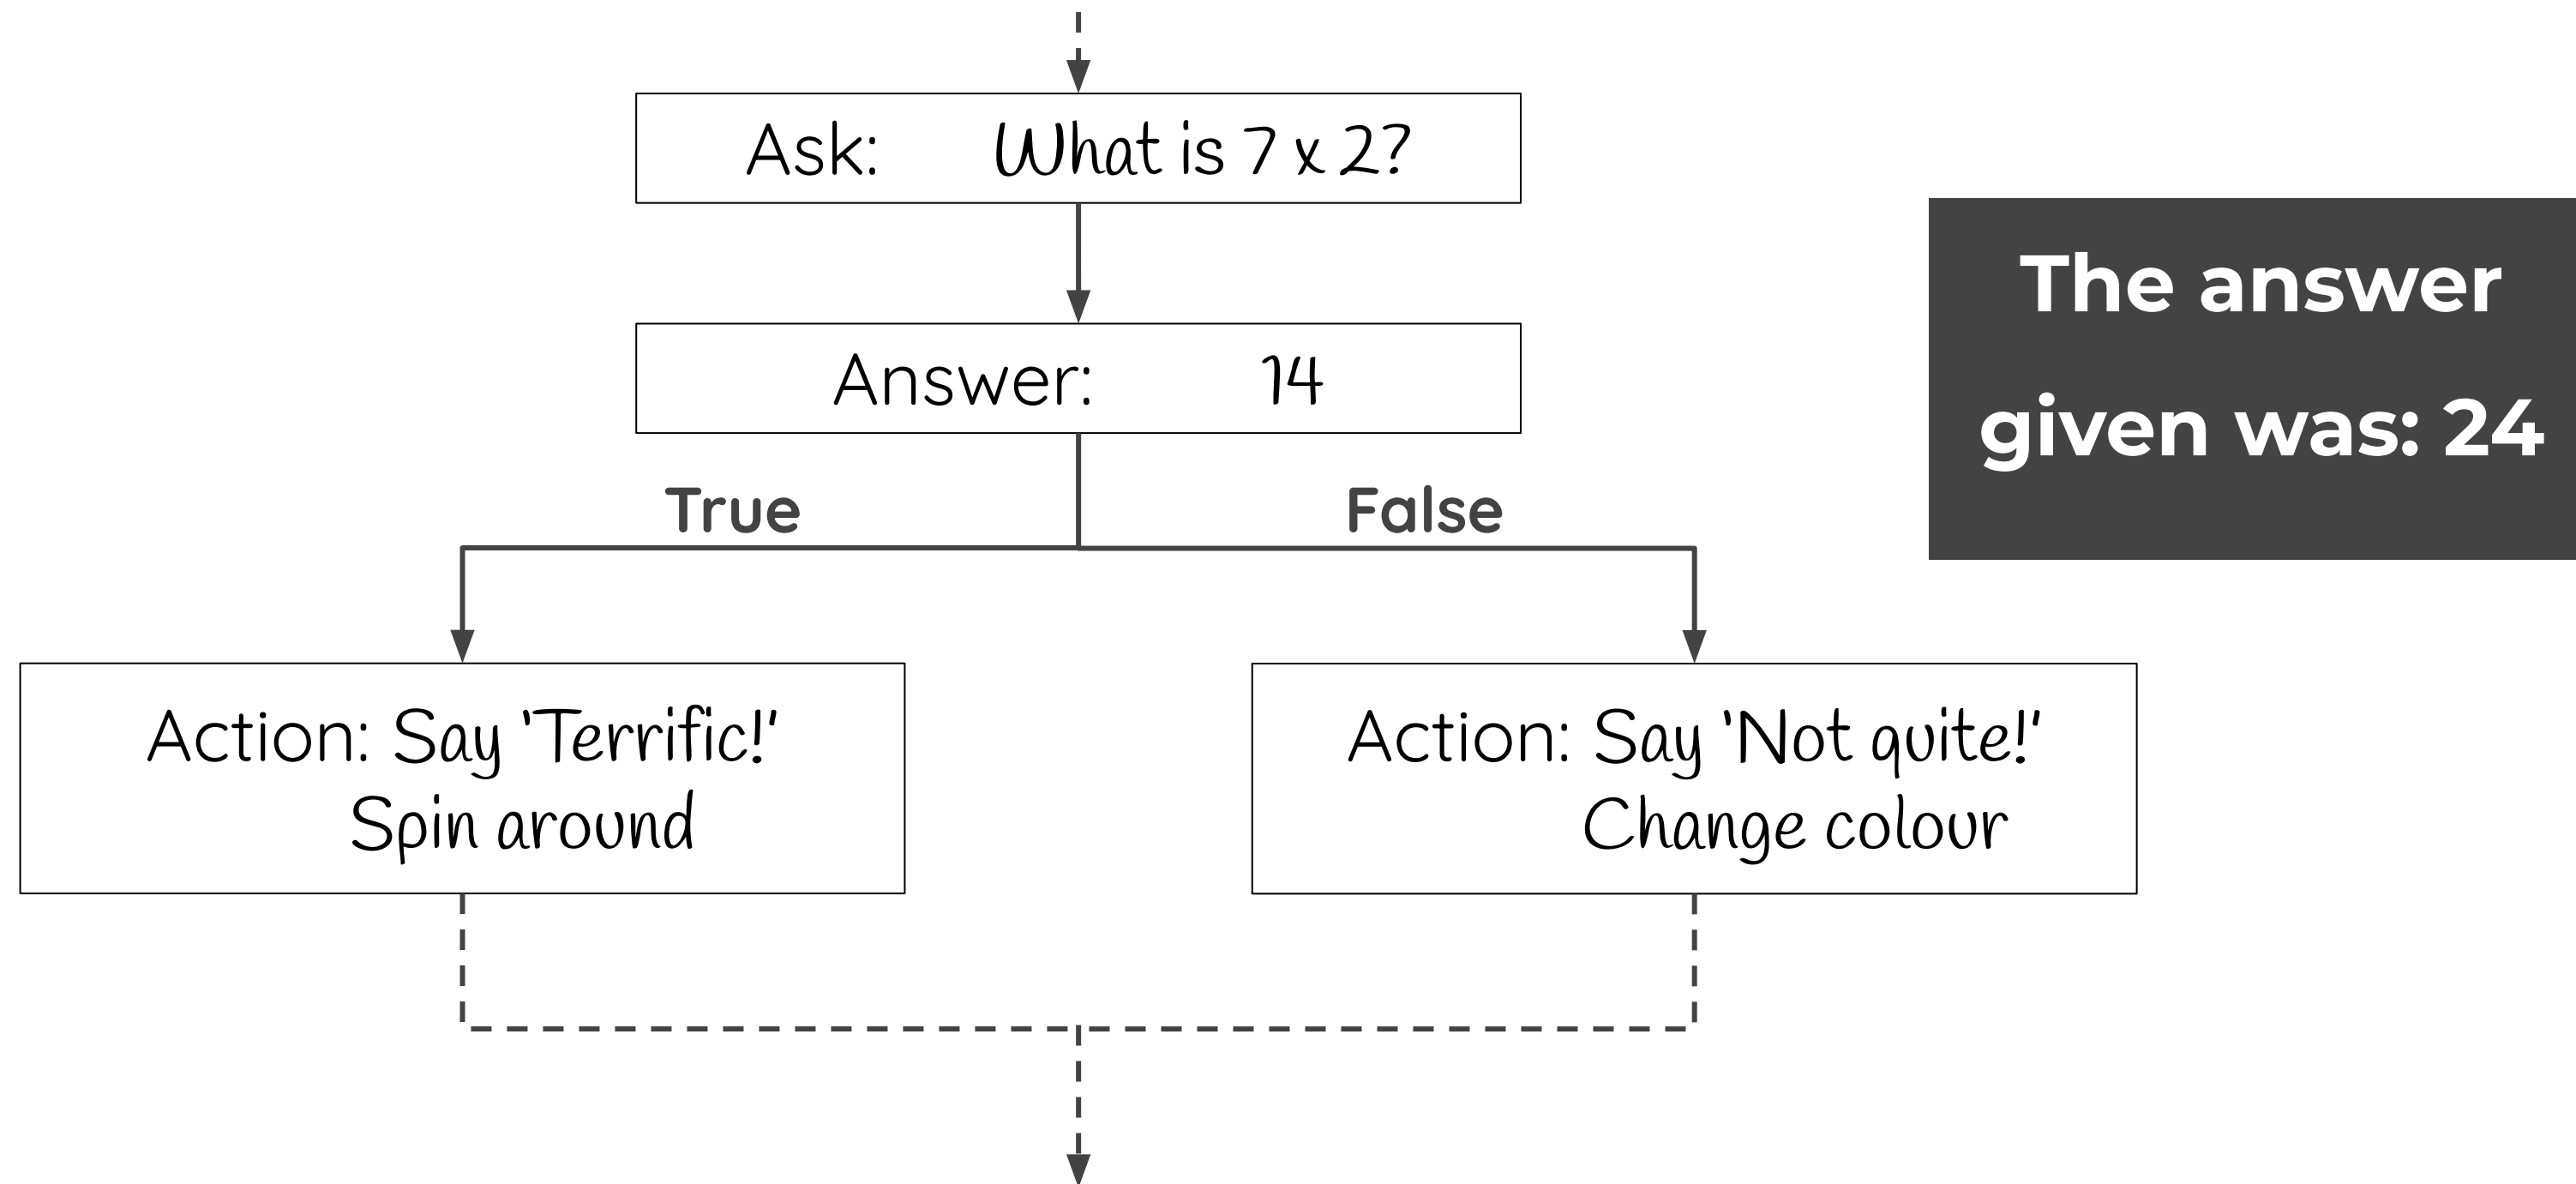 Ask: What is 7 x 2?
Answer: 14
The answer
given was: 24
True
False
Action: Say 'Terrific!'
Spin around
Action: Say 'Not quite!'
Change colour